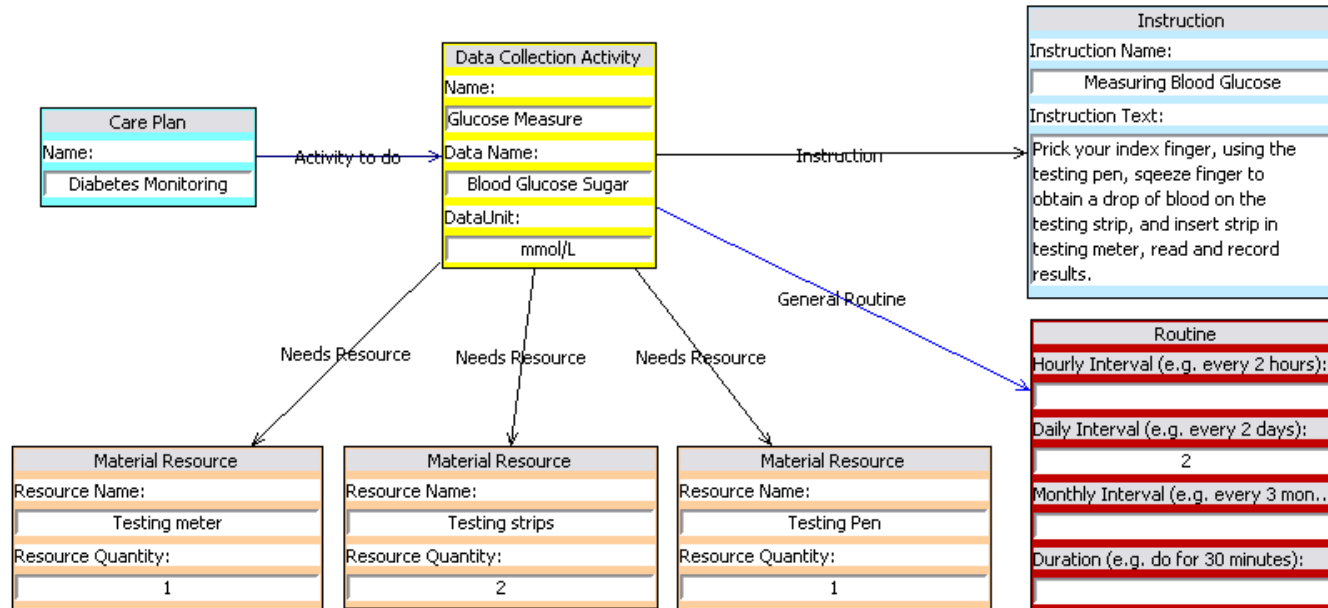 Care Plan
Name:
Diabetes Monitoring
Activity to do
Data Collection Activity
Name:
Glucose Measure
Data Name:
Blood Glucose Sugar
DataUnit:
mmol/L
Instruction
Instruction
Instruction Name:
Measuring Blood Glucose
Instruction Text:
Prick your index finger, using the
testing pen, sqeeze finger to
obtain a drop of blood on the
testing strip, and insert strip in
testing meter, read and record
results.
General Routine
Routine
Hourly Interval (e.g. every 2 hours):
Daily Interval (e.g. every 2 days):
2
Monthly Interval (e.g. every 3 mon...
Duration (e.g. do for 30 minutes):
Needs Resource
Needs Resource
Needs Resource
Material Resource
Resource Name:
Testing meter
Resource Quantity:
1
Material Resource
Resource Name:
Testing strips
Resource Quantity:
2
Material Resource
Resource Name:
Testing Pen
Resource Quantity:
1